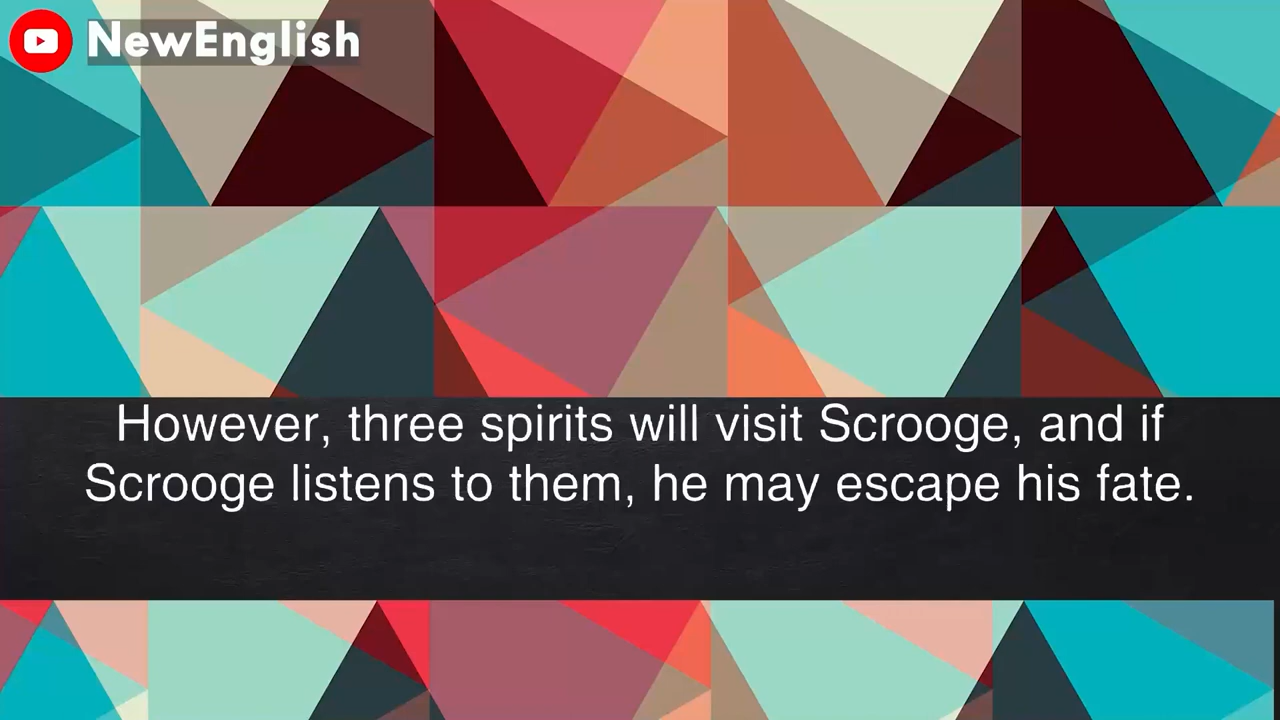 NewEnglish
However, three spirits will visit Scrooge, and if
Scrooge listens to them, he may escape his fate.